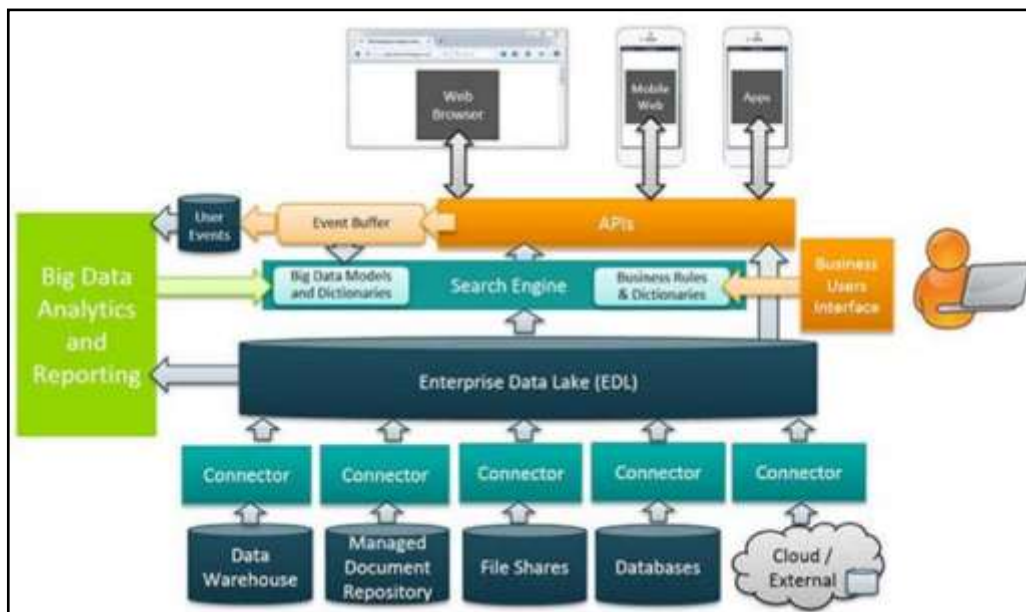 Web
Browser
Mobile
Web
Apps
User
Events
Event Buffer
APIs
Big Data
Analytics
and
Reporting
Big Data Models
and Dictionaries
Search Engine
Business Rules
& Dictionaries
Business
Users
Interface
Enterprise Data Lake (EDL)
Connector
Connector
Connector
Connector
Connector
Data
Warehouse
Managed
Document
Repository
File Shares
Databases
Cloud /
External